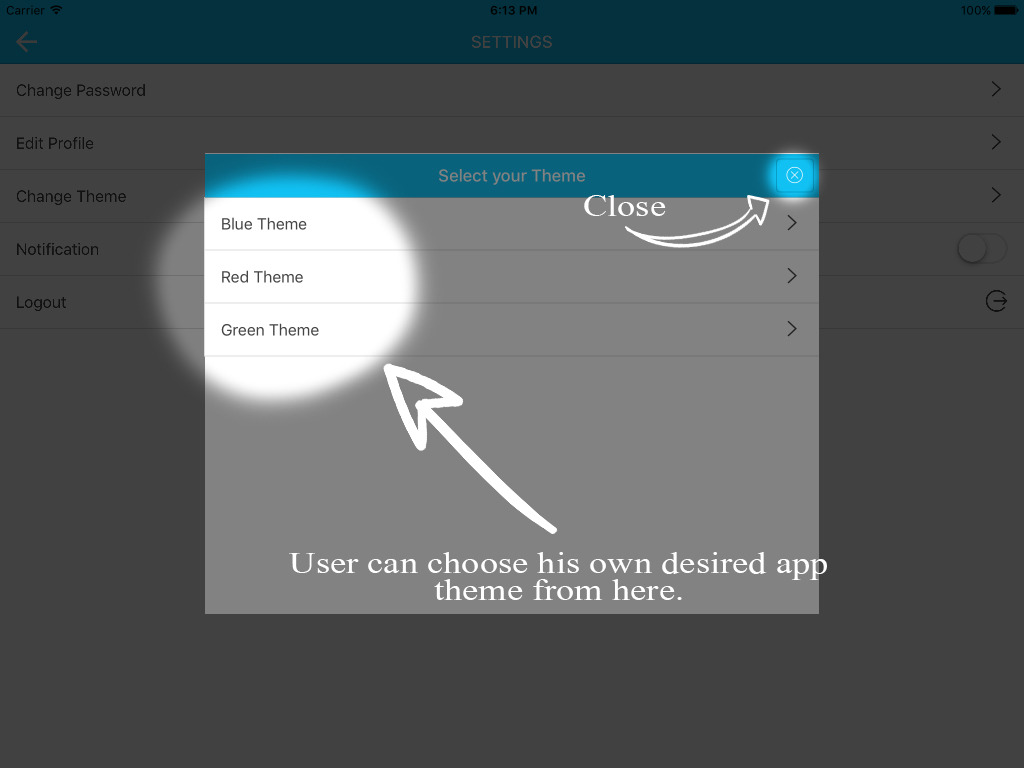 Carrier 6:13 PM 100%
SETTINGS
Change Password
Edit Profile
Change Theme
Notification
Logout
Select your Theme
Close
Blue Theme
Red Theme
Green Theme
User can choose his own desired app
theme from here.